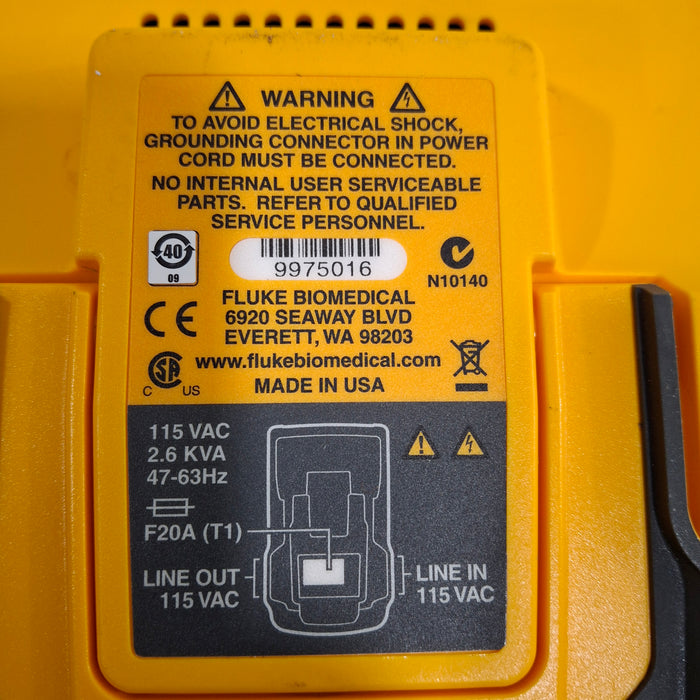 WARNING
TO AVOID ELECTRICAL SHOCK,
GROUNDING CONNECTOR IN POWER
CORD MUST BE CONNECTED.
NO INTERNAL USER SERVICEABLE
PARTS. REFER TO QUALIFIED
SERVICE PERSONNEL.
40
09
9975016
N10140
FLUKE BIOMEDICAL
6920 SEAWAY BLVD
EVERETT, WA 98203
www.flukebiomedical.com
MADE IN USA
CE
SA
C US
115 VAC
2.6 KVA
47-63Hz
F20A (T1)
LINE OUT
115 VAC
LINE IN
115 VAC